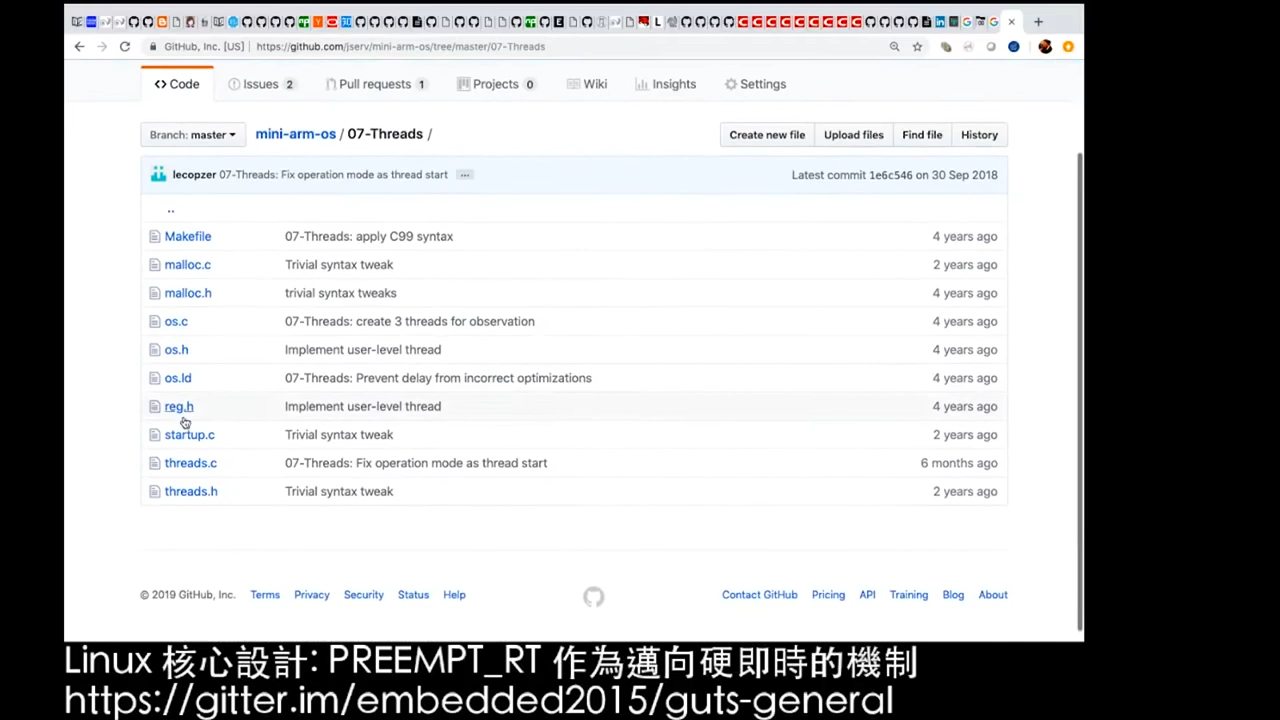 GitHub, Inc. [US] | https://github.com/jserv/mini-arm-os/tree/master/07-Threads
Code Issues 2 Pull requests 1 Projects 0 Wiki Insights Settings
Branch: master mini-arm-os / 07-Threads / Create new file Upload files Find file History
lecopzer 07-Threads: Fix operation mode as thread start ... Latest commit 1e6c546 on 30 Sep 2018
..
Makefile 07-Threads: apply C99 syntax 4 years ago
malloc.c Trivial syntax tweak 2 years ago
malloc.h trivial syntax tweaks 4 years ago
os.c 07-Threads: create 3 threads for observation 4 years ago
os.h Implement user-level thread 4 years ago
os.ld 07-Threads: Prevent delay from incorrect optimizations 4 years ago
reg.h Implement user-level thread 4 years ago
startup.c Trivial syntax tweak 2 years ago
threads.c 07-Threads: Fix operation mode as thread start 6 months ago
threads.h Trivial syntax tweak 2 years ago
© 2019 GitHub, Inc. Terms Privacy Security Status Help Contact GitHub Pricing API Training Blog About
Linux 核心設計: PREEMPT_RT 作為邁向硬即時的機制
https://gitter.im/embedded2015/guts-general